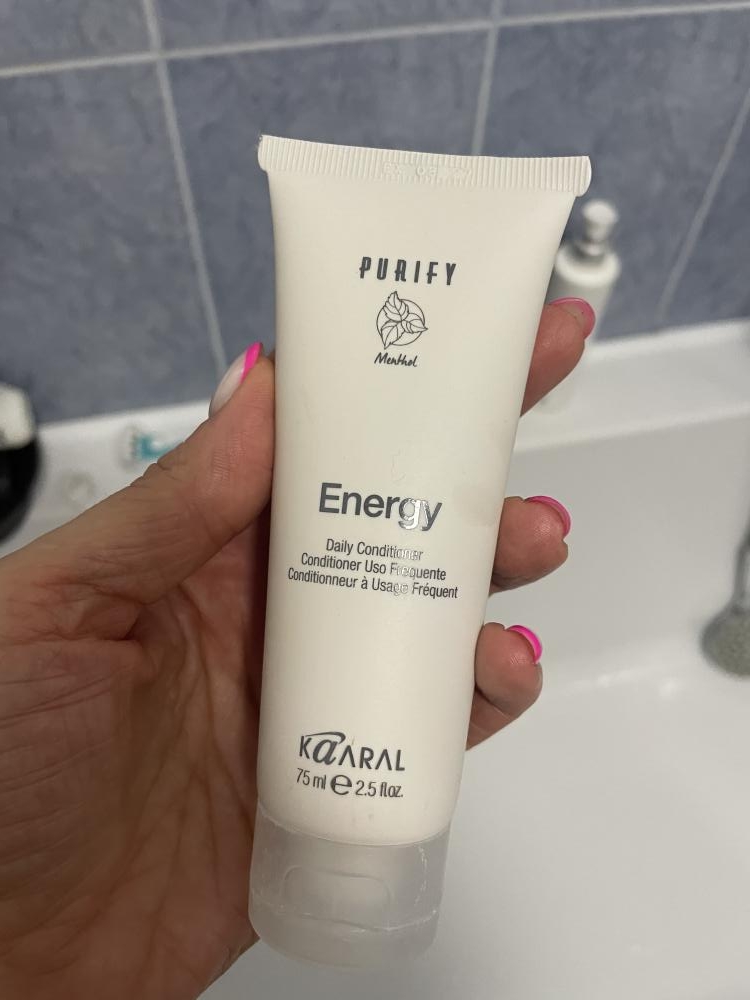 PURIFY
Menthol
Energy
Daily Conditioner
Conditioner Uso Frequente
Conditionneur à Usage Fréquent
KAARAL
75 ml e 2.5 fl.oz.